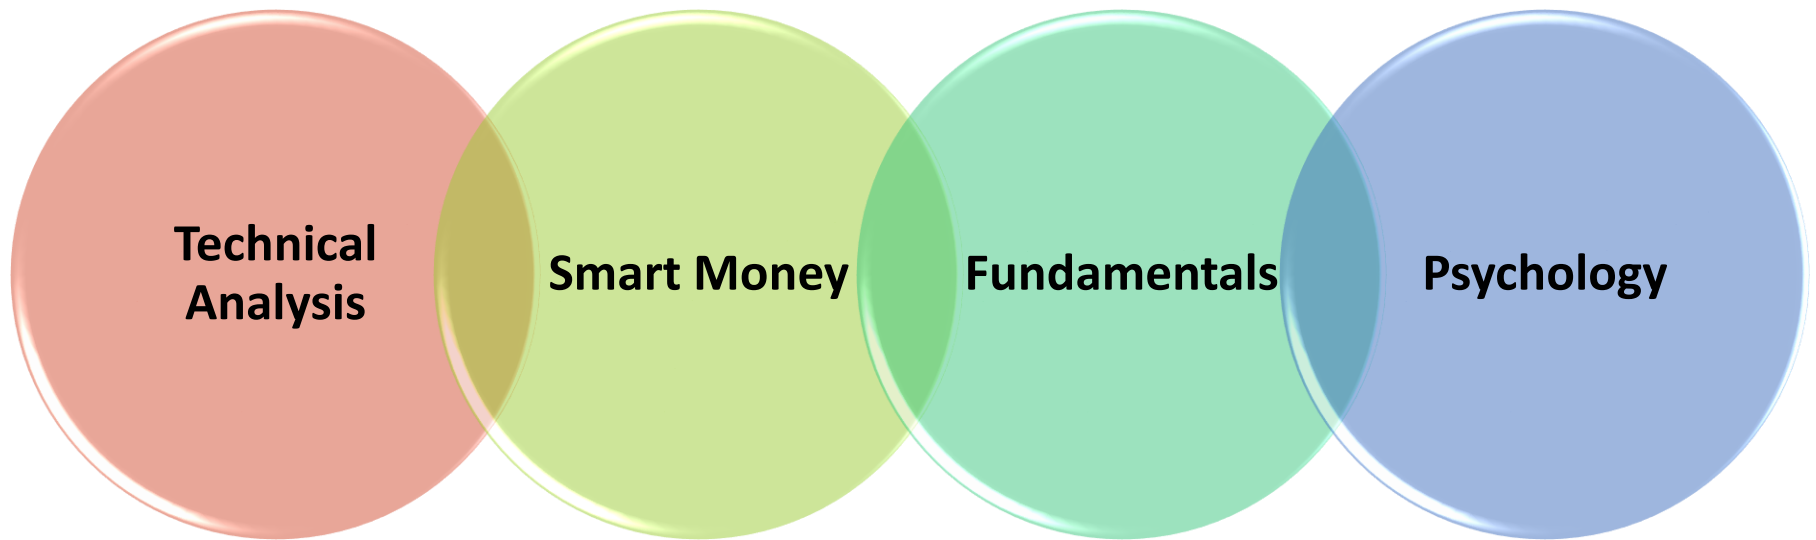 Technical
Analysis
Smart Money
Fundamentals
Psychology